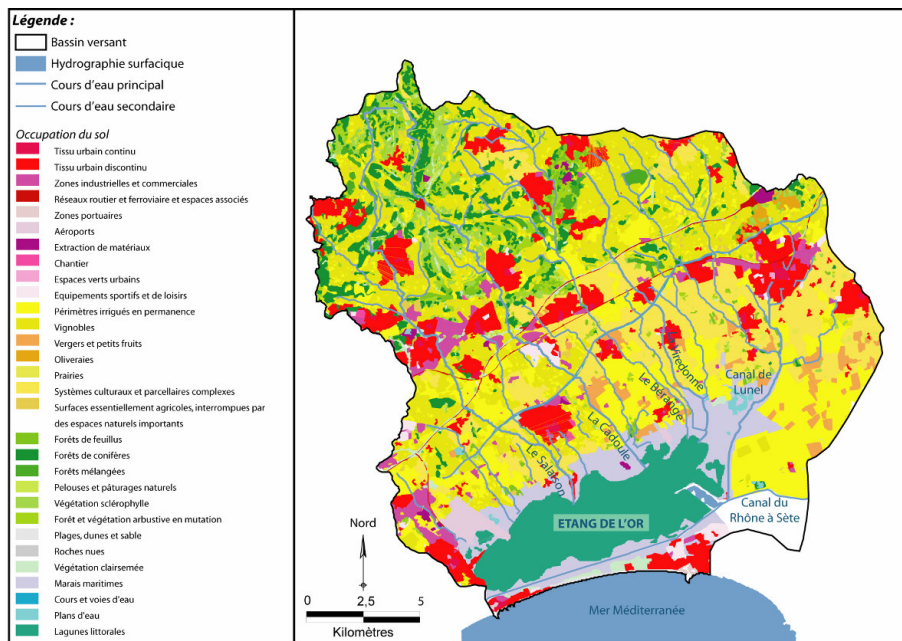 Légende :
Bassin versant
Hydrographie surfacique
Cours d'eau principal
Cours d'eau secondaire
Occupation du sol
Tissu urbain continu
Tissu urbain discontinu
Zones industrielles et commerciales
Réseaux routier et ferroviaire et espaces associés
Zones portuaires
Aéroports
Extraction de matériaux
Chantier
Espaces verts urbains
Equipements sportifs et de loisirs
Périmètres irrigués en permanence
Vignobles
Vergers et petits fruits
Oliveraies
Prairies
Systèmes culturaux et parcellaires complexes
Surfaces essentiellement agricoles, interrompues par
des espaces naturels importants
Forêts de feuillus
Forêts de conifères
Forêts mélangées
Pelouses et pâturages naturels
Végétation sclérophylle
Forêt et végétation arbustive en mutation
Plages, dunes et sable
Roches nues
Végétation clairsemée
Marais maritimes
Cours et voies d'eau
Plans d'eau
Lagunes littorales
Viredonne
Le Bérange
Canal de
Lunel
La Cadoule
Le Salaison
ETANG DE L'OR
Canal du
Rhône à Sète
Nord
0 2,5 5
Kilomètres
Mer Méditerranée